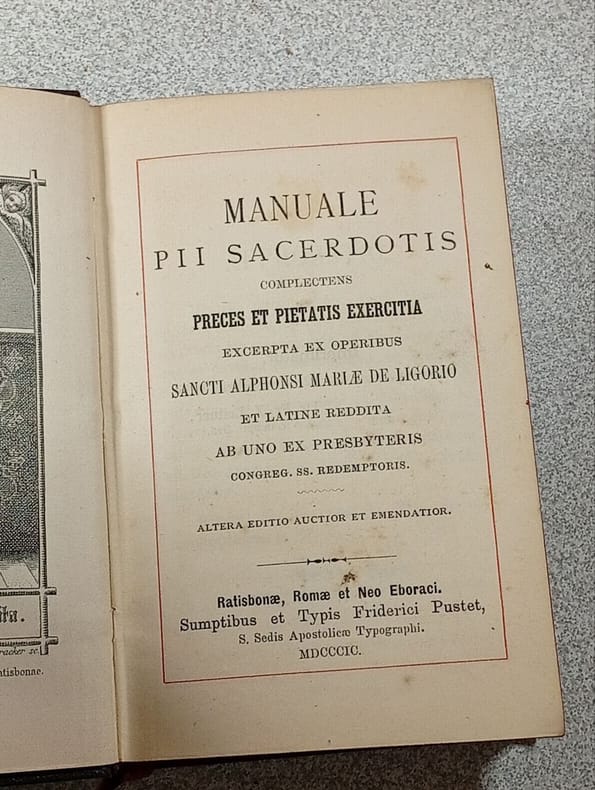 MANUALE
PII SACERDOTIS
COMPLECTENS
PRECES ET PIETATIS EXERCITIA
EXCERPTA EX OPERIBUS
SANCTI ALPHONSI MARIÆ DE LIGORIO
ET LATINE REDDITA
AB UNO EX PRESBYTERIS
CONGREG. SS. REDEMPTORIS.
ALTERA EDITIO AUCTIOR ET EMENDATIOR.
Ratisbonæ, Romæ et Neo Eboraci.
Sumptibus et Typis Friderici Pustet,
S. Sedis Apostolicæ Typographi.
MDCCCIC.
sc.